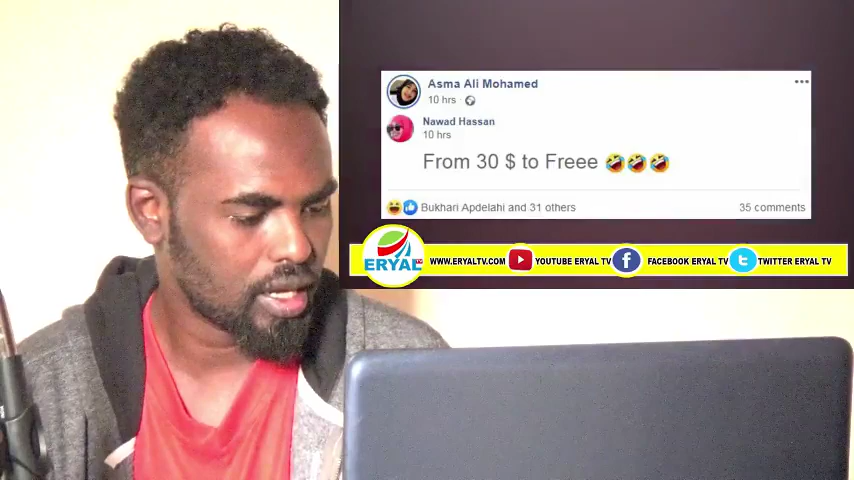 Asma Ali Mohamed
10 hrs
Nawad Hassan
10 hrs
From 30 $ to Freee 🤣🤣🤣
Bukhari Apdelahi and 31 others
35 comments
ERYAL
WWW.ERYALTV.COM
YOUTUBE ERYAL TV
FACEBOOK ERYAL TV
TWITTER ERYAL TV